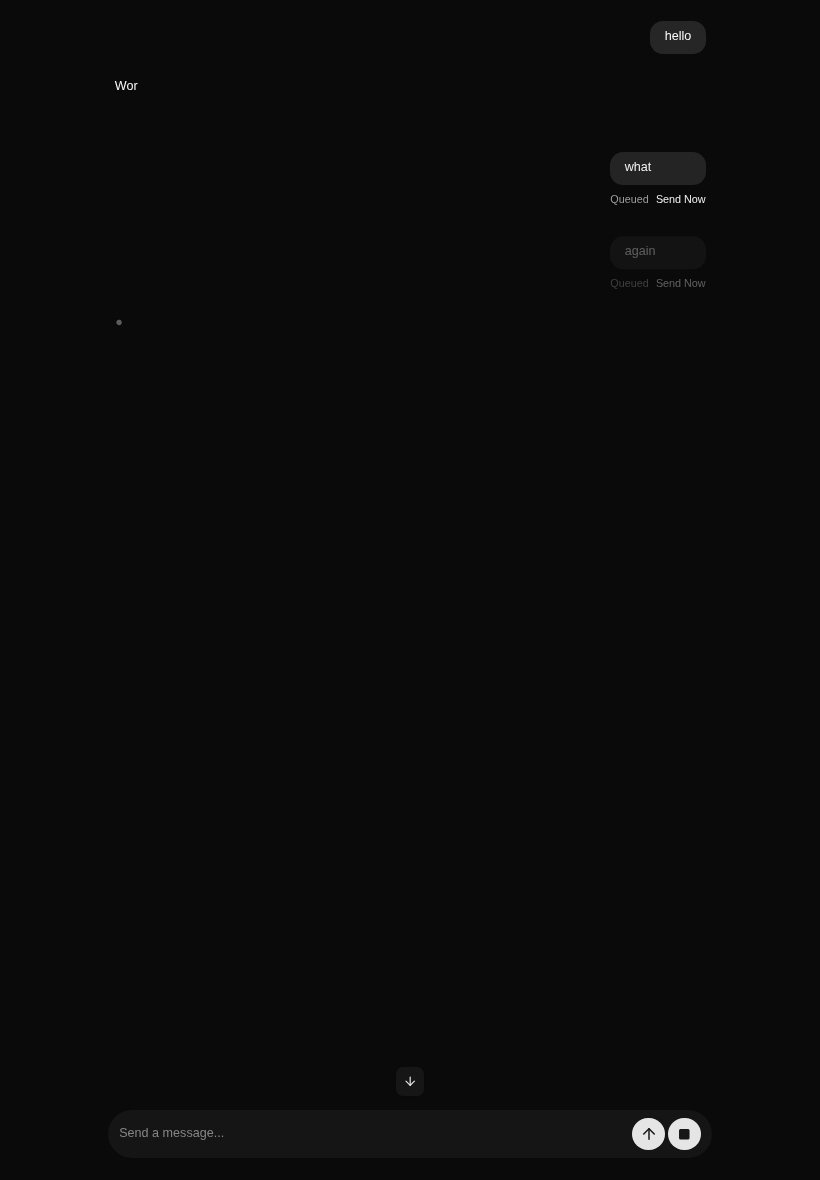 hello
Wor
what
Queued Send Now
again
Queued Send Now
Send a message...